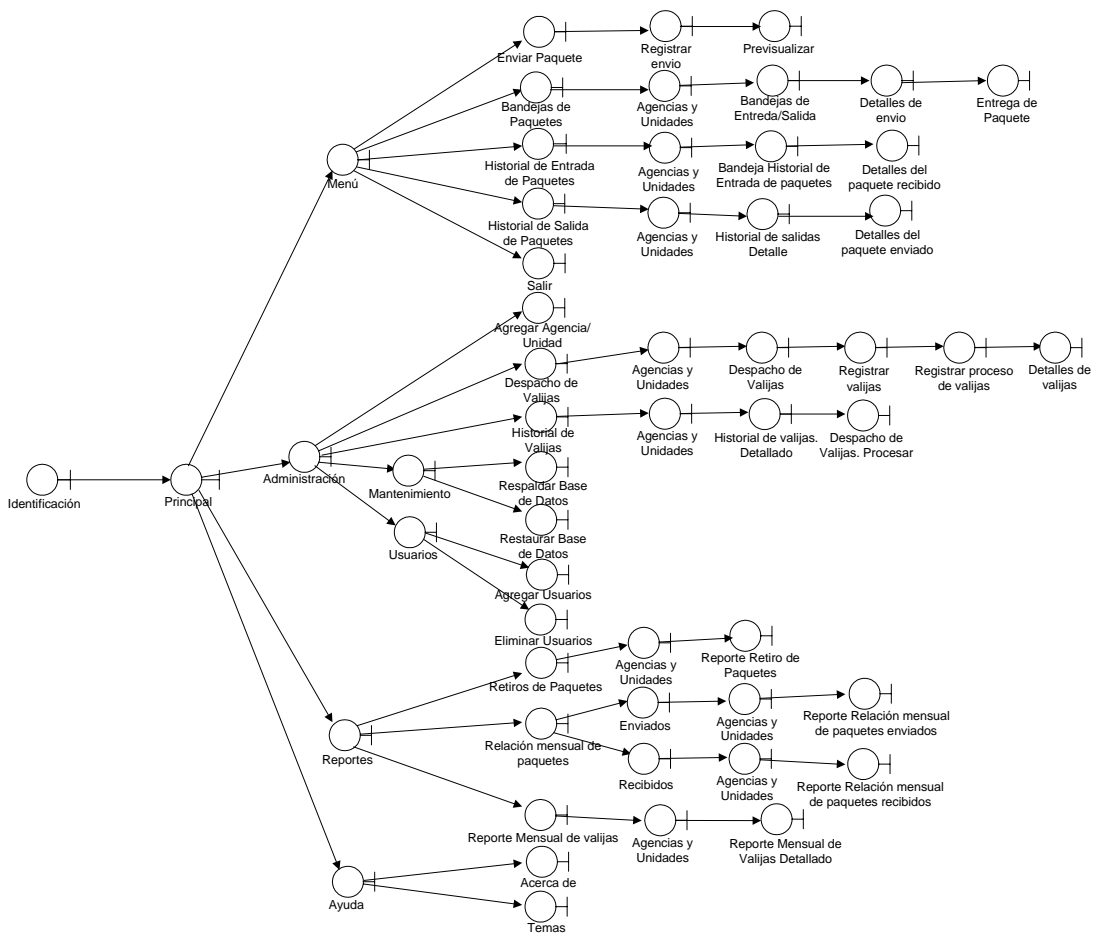 Enviar Paquete
Registrar
envio
Previsualizar
Bandejas de
Paquetes
Agencias y
Unidades
Bandejas de
Entreda/Salida
Detalles de
envio
Entrega de
Paquete
Historial de Entrada
de Paquetes
Agencias y
Unidades
Bandeja Historial de
Entrada de paquetes
Detalles del
paquete recibido
Menú
Historial de Salida
de Paquetes
Agencias y
Unidades
Historial de salidas
Detalle
Detalles del
paquete enviado
Salir
Agregar Agencia/
Unidad
Despacho de
Valijas
Agencias y
Unidades
Despacho de
Valijas
Registrar
valijas
Registrar proceso
de valijas
Detalles de
valijas
Historial de
Valijas
Agencias y
Unidades
Historial de valijas.
Detallado
Despacho de
Valijas. Procesar
Identificación
Principal
Administración
Mantenimiento
Respaldar Base
de Datos
Restaurar Base
de Datos
Usuarios
Agregar Usuarios
Eliminar Usuarios
Retiros de Paquetes
Agencias y
Unidades
Reporte Retiro de
Paquetes
Reportes
Relación mensual de
paquetes
Enviados
Agencias y
Unidades
Reporte Relación mensual
de paquetes enviados
Recibidos
Agencias y
Unidades
Reporte Relación mensual
de paquetes recibidos
Reporte Mensual de valijas
Agencias y
Unidades
Reporte Mensual de
Valijas Detallado
Ayuda
Acerca de
Temas